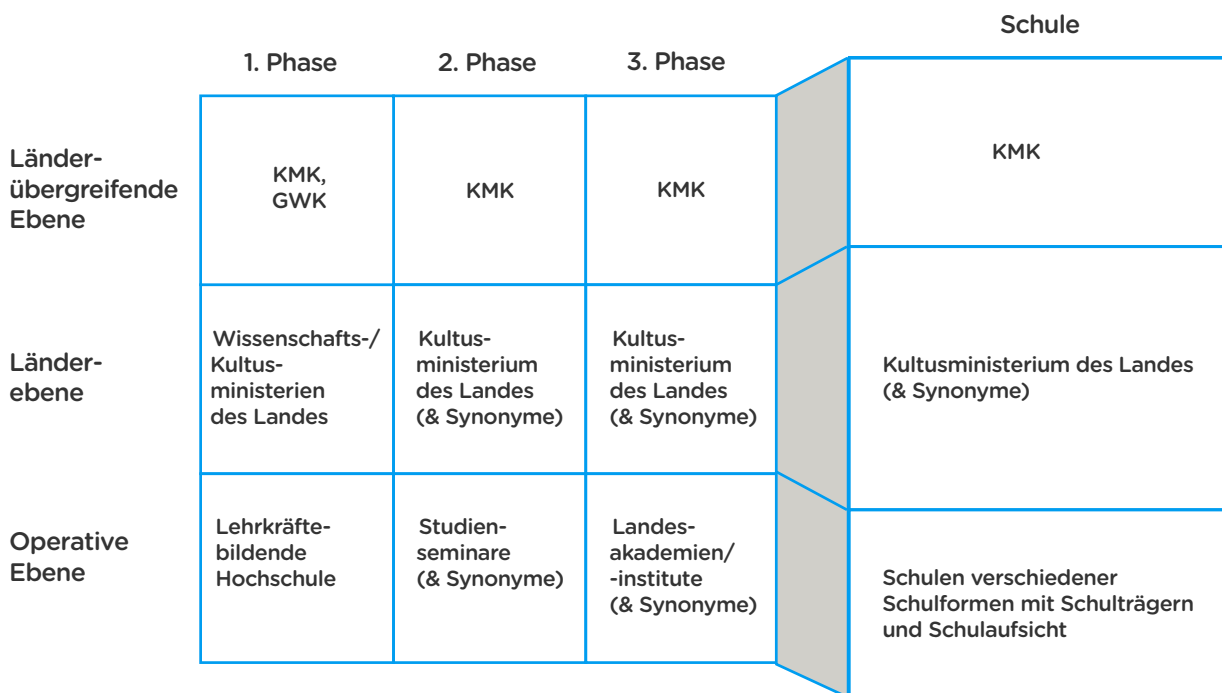 Schule
1. Phase
2. Phase
3. Phase
Länder-
übergreifende
Ebene
KMK,
GWK
KMK
KMK
KMK
Länder-
ebene
Wissenschafts-/
Kultus-
ministerien
des Landes
Kultus-
ministerium
des Landes
(& Synonyme)
Kultus-
ministerium
des Landes
(& Synonyme)
Kultusministerium des Landes
(& Synonyme)
Operative
Ebene
Lehrkräfte-
bildende
Hochschule
Studien-
seminare
(& Synonyme)
Landes-
akademien/
-institute
(& Synonyme)
Schulen verschiedener
Schulformen mit Schulträgern
und Schulaufsicht